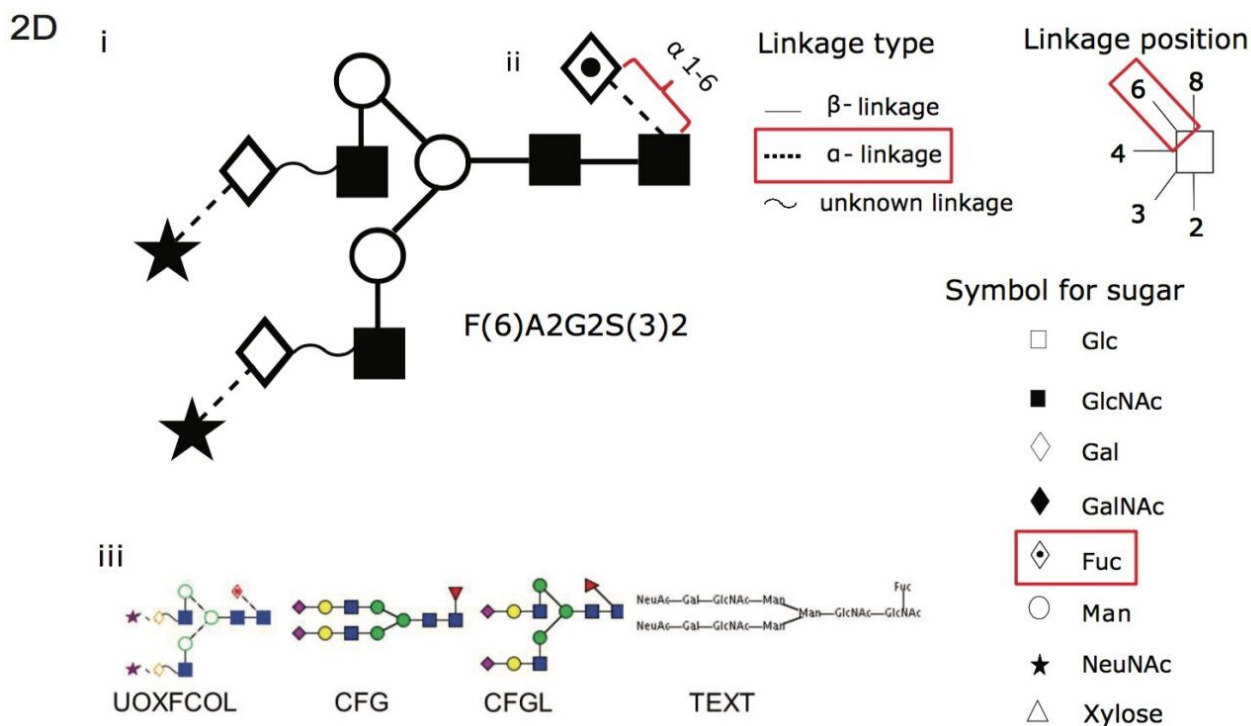 2D
i
ii
α 1-6
F(6)A2G2S(3)2
Linkage type
β- linkage
α- linkage
unknown linkage
Linkage position
6
8
4
3
2
Symbol for sugar
Glc
GlcNAc
Gal
GalNAc
Fuc
Man
NeuNAc
Xylose
iii
UOXFCOL
CFG
CFGL
Fuc
NeuAc—Gal—GlcNAc—Man
Man—GlcNAc—GlcNAc
NeuAc—Gal—GlcNAc—Man
TEXT